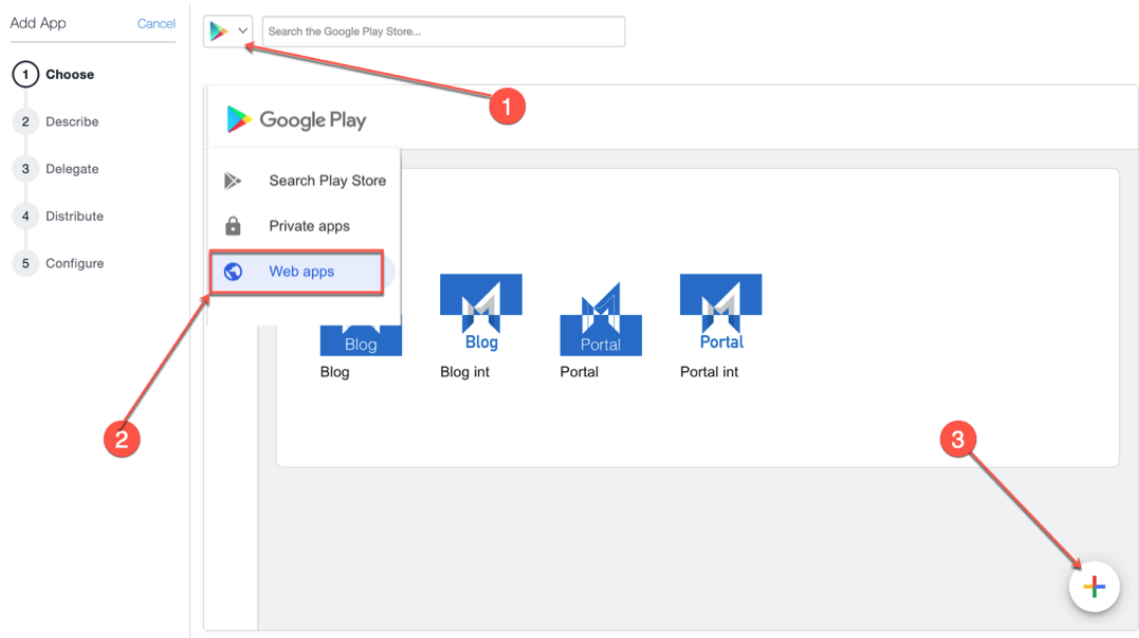 Add App Cancel
1 Choose
2 Describe
3 Delegate
4 Distribute
5 Configure
Search the Google Play Store...
1
Google Play
Search Play Store
Private apps
Web apps
Blog Blog Portal Portal
Blog Blog int Portal Portal int
2
3